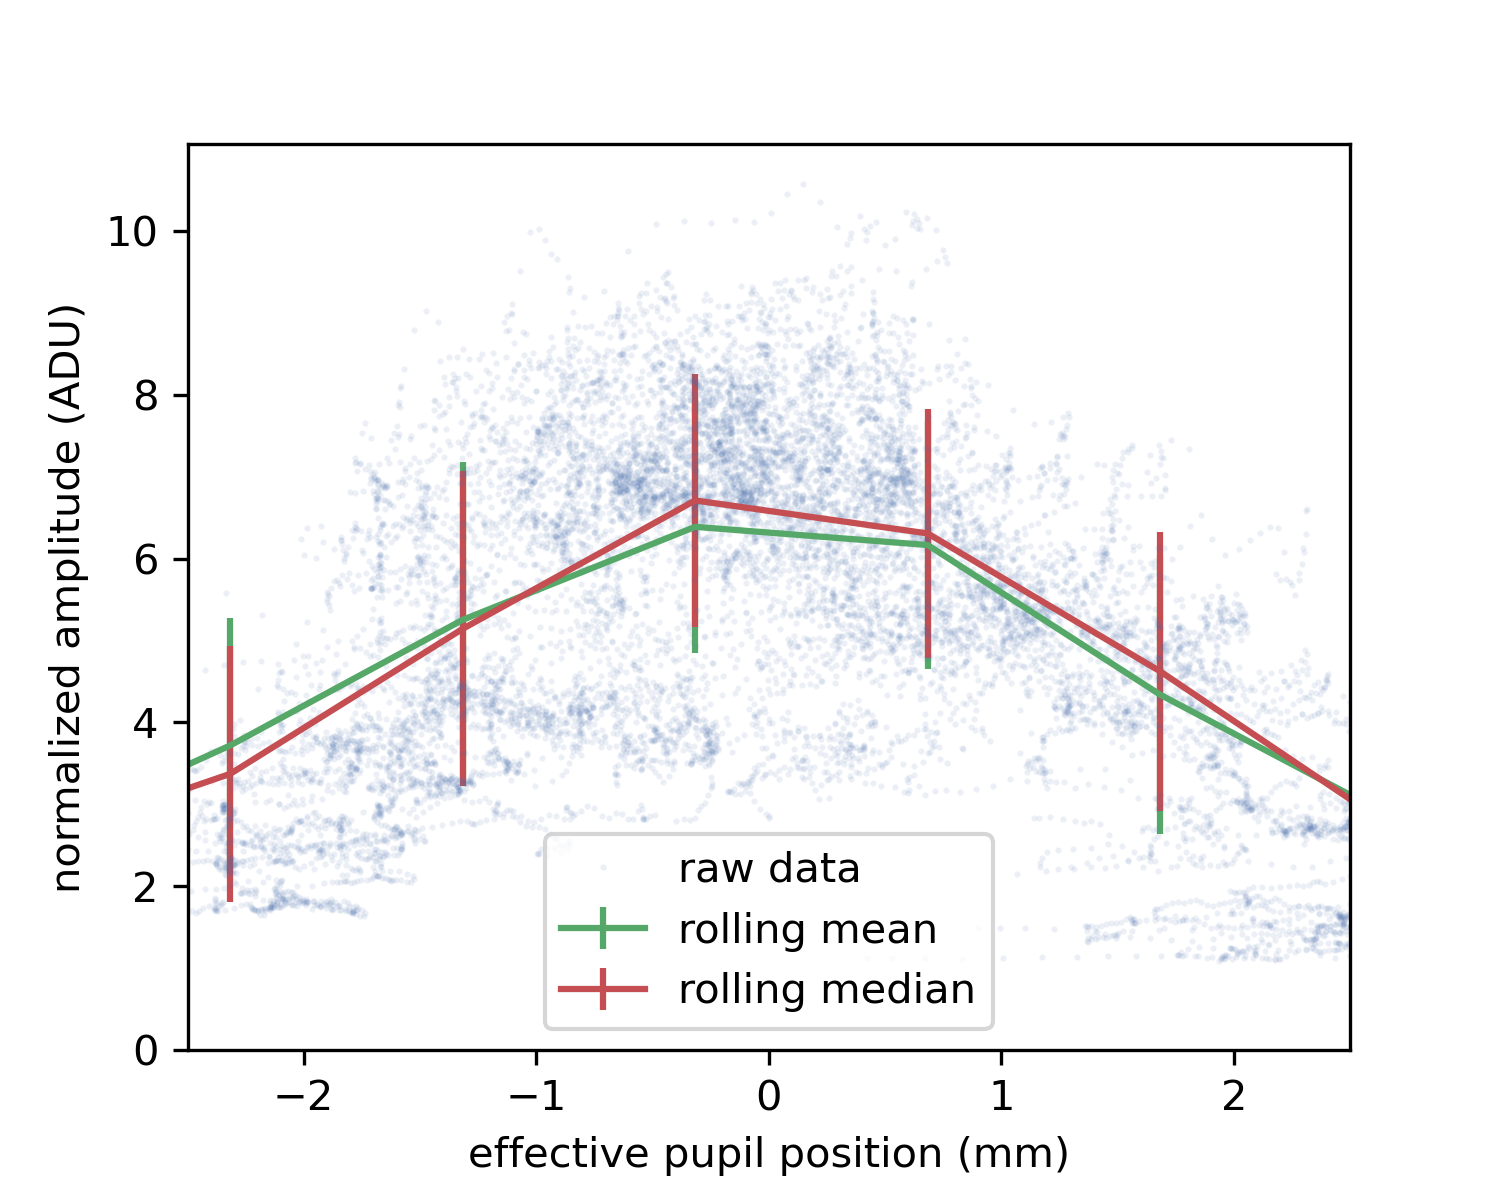 normalized amplitude (ADU)
10
8
6
4
2
0
raw data
rolling mean
rolling median
−2
−1
0
1
2
effective pupil position (mm)